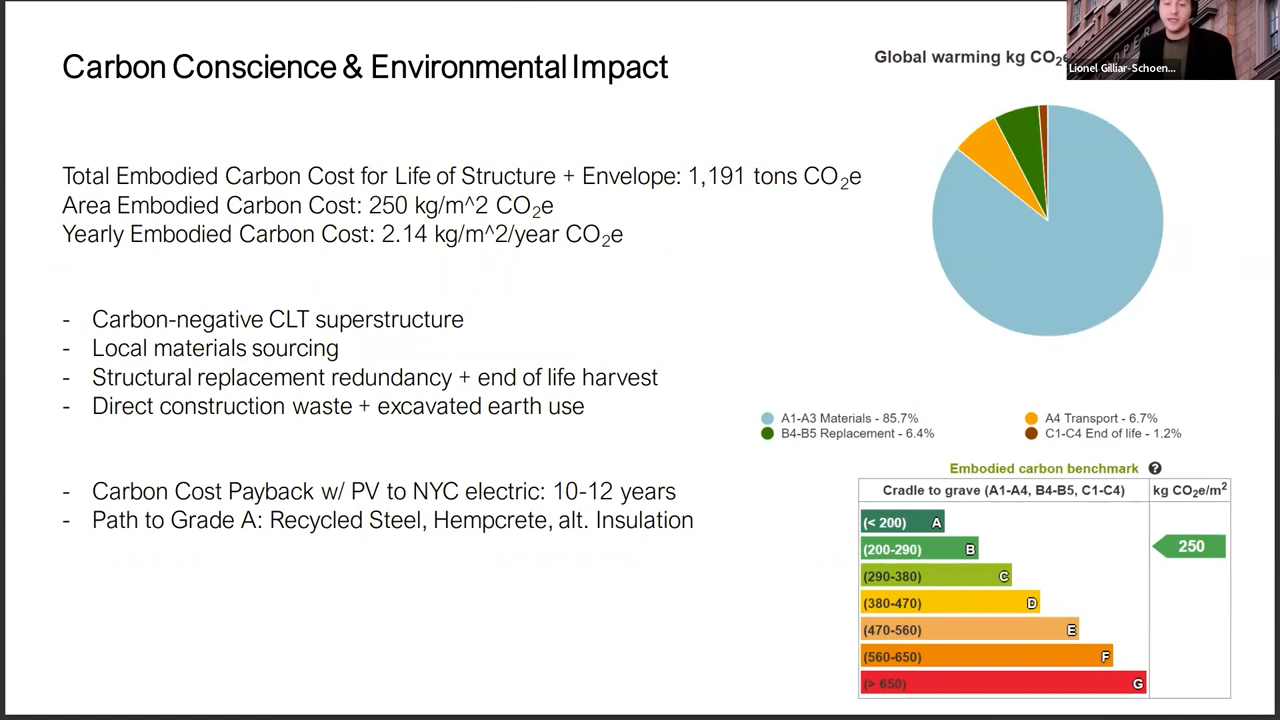 Carbon Conscience & Environmental Impact
Global warming kg CO₂e
Lionel Gilliar-Schoen...
Total Embodied Carbon Cost for Life of Structure + Envelope: 1,191 tons CO₂e
Area Embodied Carbon Cost: 250 kg/m^2 CO₂e
Yearly Embodied Carbon Cost: 2.14 kg/m^2/year CO₂e
- Carbon-negative CLT superstructure
- Local materials sourcing
- Structural replacement redundancy + end of life harvest
- Direct construction waste + excavated earth use
- Carbon Cost Payback w/ PV to NYC electric: 10-12 years
- Path to Grade A: Recycled Steel, Hempcrete, alt. Insulation
A1-A3 Materials - 85.7%
A4 Transport - 6.7%
B4-B5 Replacement - 6.4%
C1-C4 End of life - 1.2%
Embodied carbon benchmark ?
Cradle to grave (A1-A4, B4-B5, C1-C4)
kg CO₂e/m²
(< 200) A
(200-290) B
250
(290-380) C
(380-470) D
(470-560) E
(560-650) F
(> 650) G